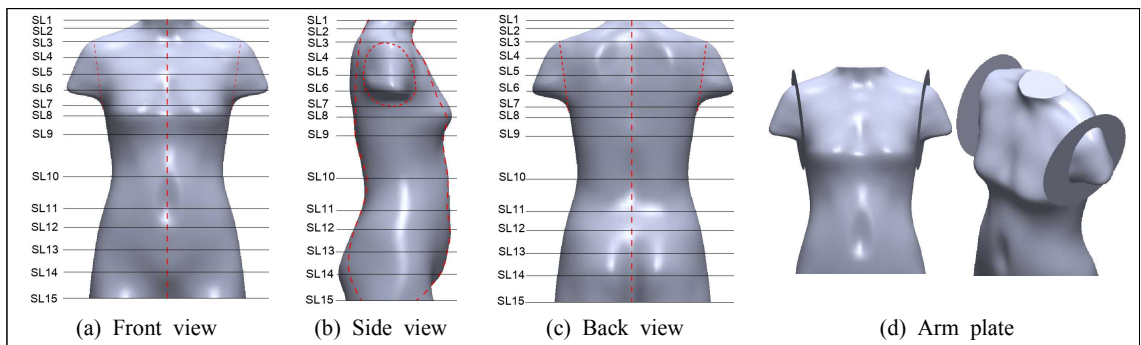 SL1
SL2
SL3
SL4
SL5
SL6
SL7
SL8
SL9
SL10
SL11
SL12
SL13
SL14
SL15
(a) Front view
SL1
SL2
SL3
SL4
SL5
SL6
SL7
SL8
SL9
SL10
SL11
SL12
SL13
SL14
SL15
(b) Side view
SL1
SL2
SL3
SL4
SL5
SL6
SL7
SL8
SL9
SL10
SL11
SL12
SL13
SL14
SL15
(c) Back view
(d) Arm plate